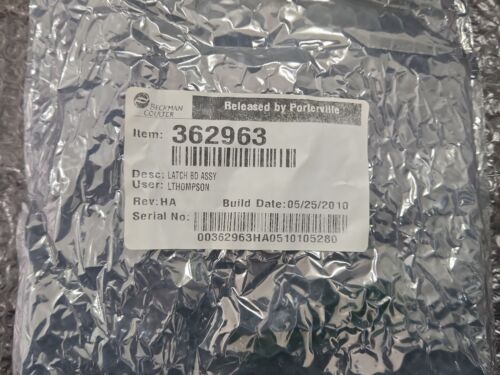 BECKMAN
COULTER
Released by Porterville
Item: 362963
Desc: LATCH BD ASSY
User: LTHOMPSON
Rev: HA Build Date: 05/25/2010
Serial No:
00362963HA0510105280